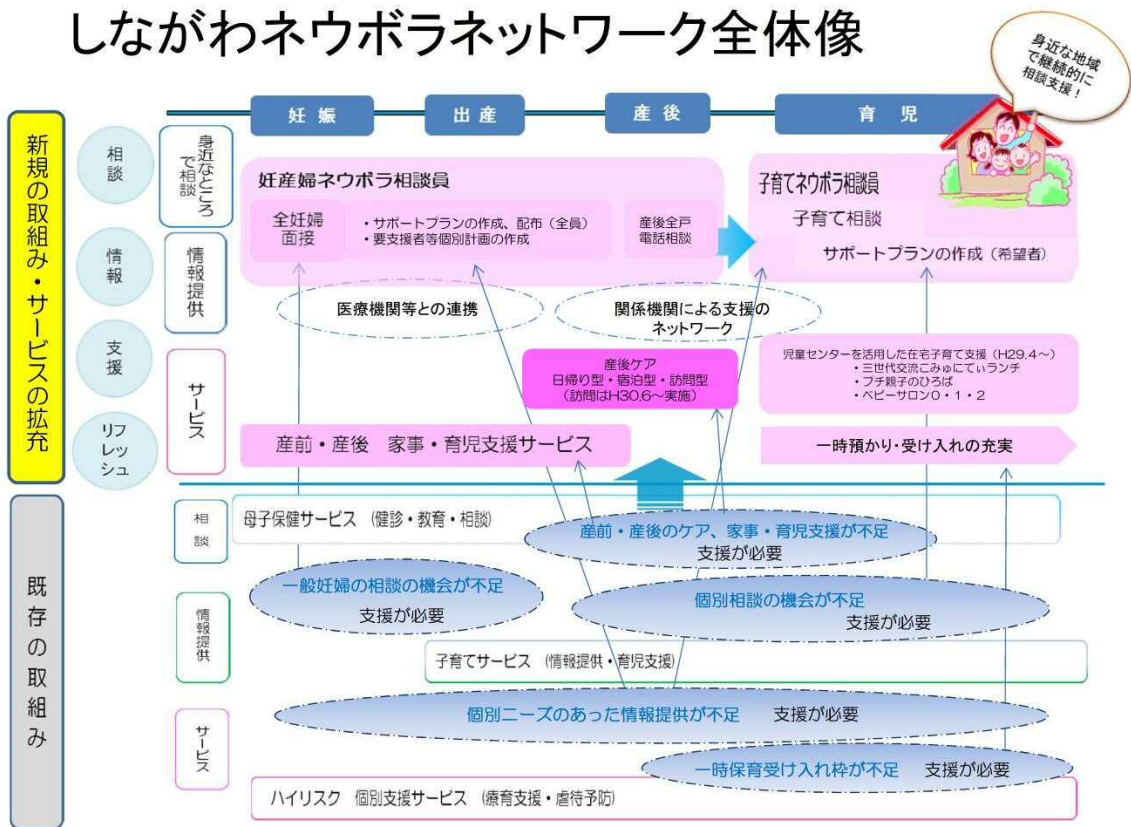 しながわネウボラネットワーク全体像
身近な地域
で継続的に
相談支援！
妊娠
出産
産後
育児
新規の取組み・サービスの拡充
相談
情報
支援
リフ
レッ
シュ
身近なところ
で相談
情報提供
サービス
妊産婦ネウボラ相談員
全妊婦
面接
・サポートプランの作成、配布（全員）
・要支援者等個別計画の作成
産後全戸
電話相談
子育てネウボラ相談員
子育て相談
サポートプランの作成（希望者）
医療機関等との連携
関係機関による支援の
ネットワーク
産後ケア
日帰り型・宿泊型・訪問型
（訪問はH30.6～実施）
児童センターを活用した在宅子育て支援（H29.4～）
・三世代交流こみゅにてぃランチ
・プチ親子のひろば
・ベビーサロン０・１・２
産前・産後　家事・育児支援サービス
一時預かり・受け入れの充実
既存の取組み
相談
情報提供
サービス
母子保健サービス　（健診・教育・相談）
産前・産後のケア、家事・育児支援が不足
支援が必要
一般妊婦の相談の機会が不足
支援が必要
個別相談の機会が不足
支援が必要
子育てサービス　（情報提供・育児支援）
個別ニーズのあった情報提供が不足　支援が必要
一時保育受け入れ枠が不足　支援が必要
ハイリスク　個別支援サービス（療育支援・虐待予防）